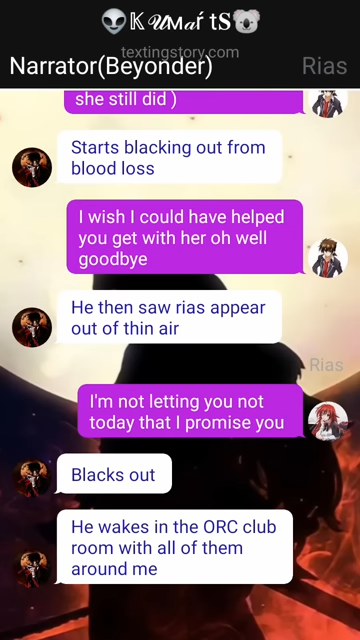 👽𝕂𝓤ᴍ𝒶ŕ tS🐨
textingstory.com
Narrator(Beyonder) Rias
she still did )
Starts blacking out from
blood loss
I wish I could have helped
you get with her oh well
goodbye
He then saw rias appear
out of thin air
Rias
I'm not letting you not
today that I promise you
Blacks out
He wakes in the ORC club
room with all of them
around me